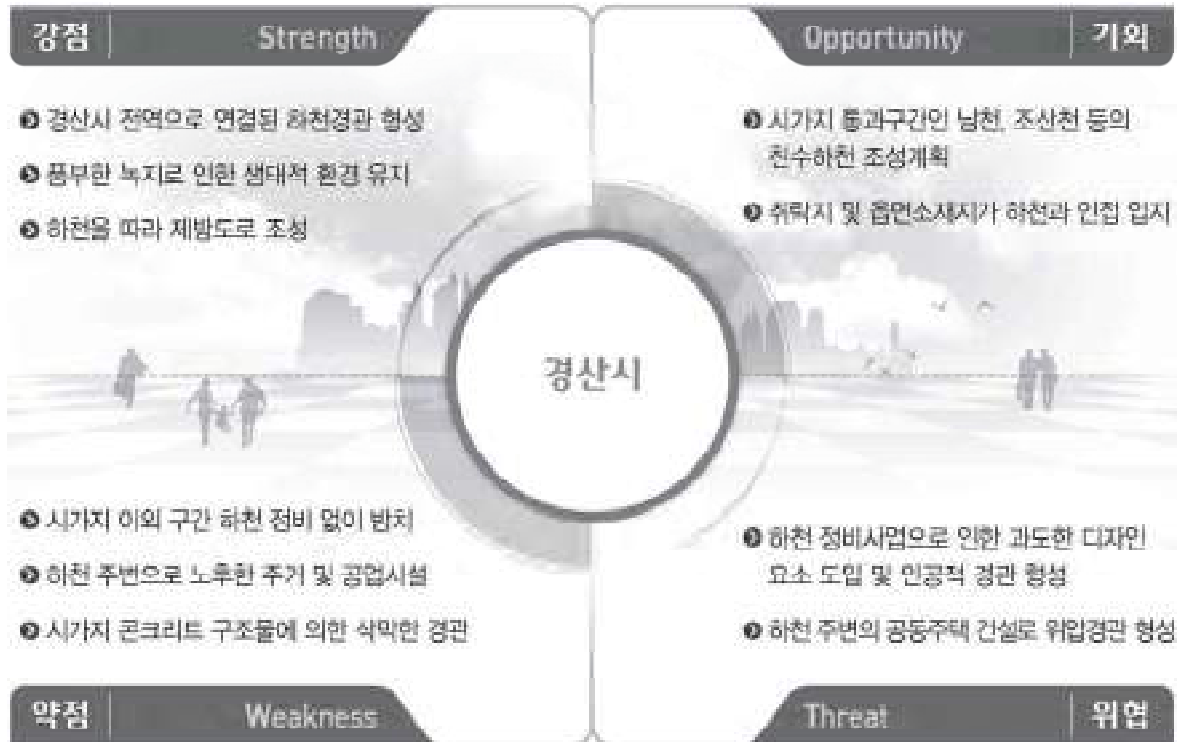 강점 Strength
경산시 전역으로 연결된 하천경관 형성
풍부한 녹지로 인한 생태적 환경 유지
하천을 따라 제방도로 조성
Opportunity 기회
시가지 통과구간인 남천, 조산천 등의
친수하천 조성계획
취락지 및 읍면소재지가 하천과 인접 입지
경산시
시가지 이외 구간 하천 정비 없이 방치
하천 주변으로 노후한 주거 및 공업시설
시가지 콘크리트 구조물에 의한 삭막한 경관
약점 Weakness
하천 정비사업으로 인한 과도한 디자인
요소 도입 및 인공적 경관 형성
하천 주변의 공동주택 건설로 위압경관 형성
Threat 위협